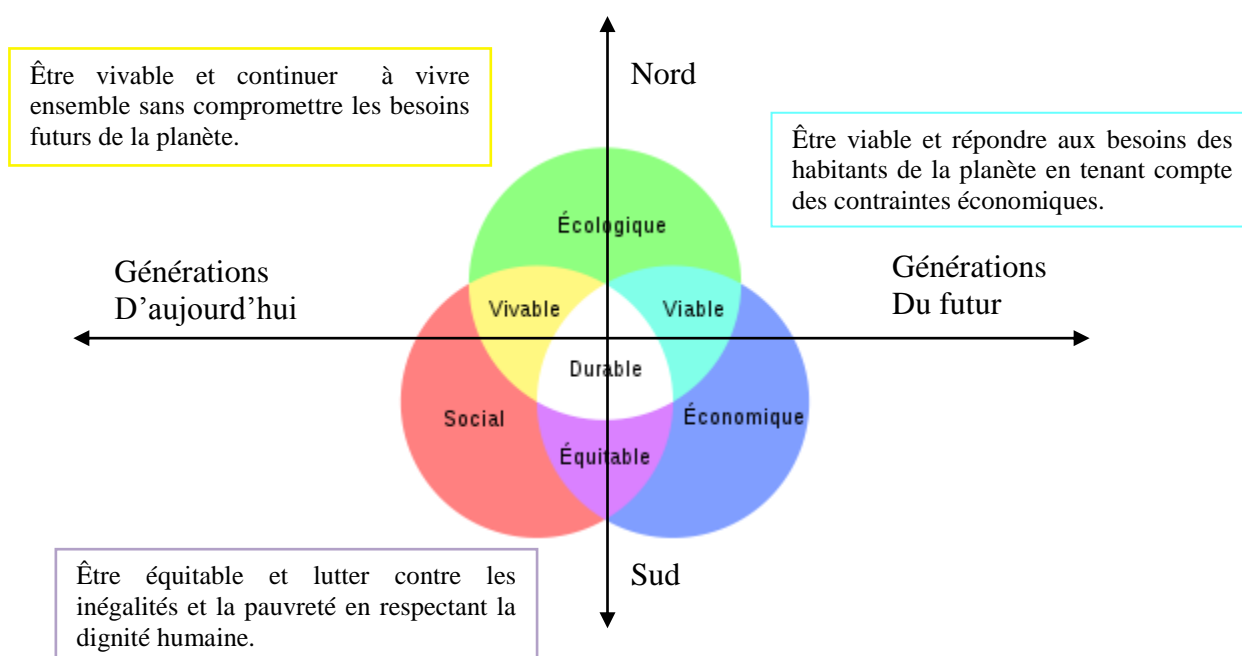 Être vivable et continuer à vivre
ensemble sans compromettre les besoins
futurs de la planète.
Nord
Être viable et répondre aux besoins des
habitants de la planète en tenant compte
des contraintes économiques.
Écologique
Générations
D'aujourd'hui
Générations
Du futur
Vivable
Viable
Durable
Social
Économique
Équitable
Sud
Être équitable et lutter contre les
inégalités et la pauvreté en respectant la
dignité humaine.